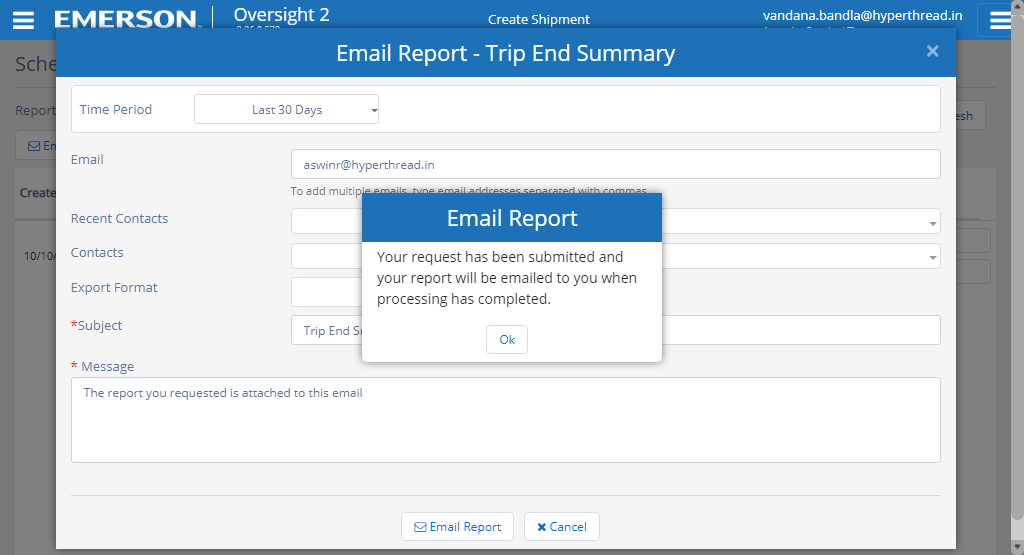 EMERSON
Oversight 2
Create Shipment
vandana.bandla@hyperthread.in
Email Report - Trip End Summary
×
Sche
Report
esh
Time Period
Last 30 Days
Email
aswinr@hyperthread.in
To add multiple emails, type email addresses separated with commas
Create
Recent Contacts
Email Report
Your request has been submitted and
your report will be emailed to you when
processing has completed.
Ok
Contacts
10/10/
Export Format
*Subject
Trip End S
* Message
The report you requested is attached to this email
Email Report
Cancel